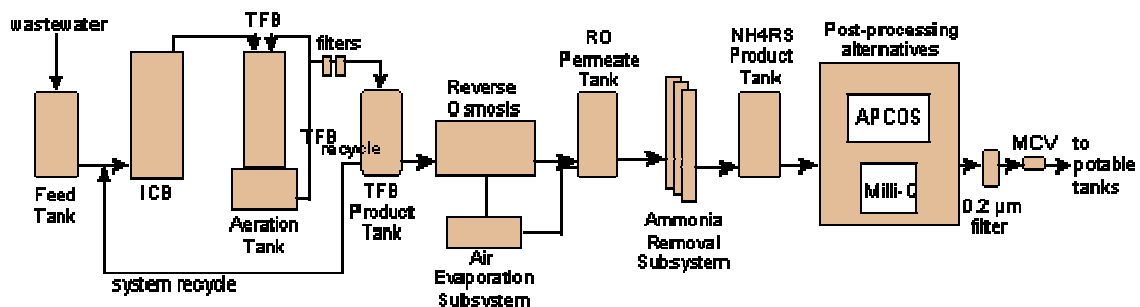 wastewater
TFB
filters
RO
Permeate
Tank
NH4RS
Product
Tank
Post-processing
alternatives
Reverse
Osmosis
APCOS
Milli-Q
MCV
to
potable
tanks
TFB
recycle
Feed
Tank
ICB
Aeration
Tank
TFB
Product
Tank
Air
Evaporation
Subsystem
Ammonia
Removal
Subsystem
0.2 µm
filter
system recycle